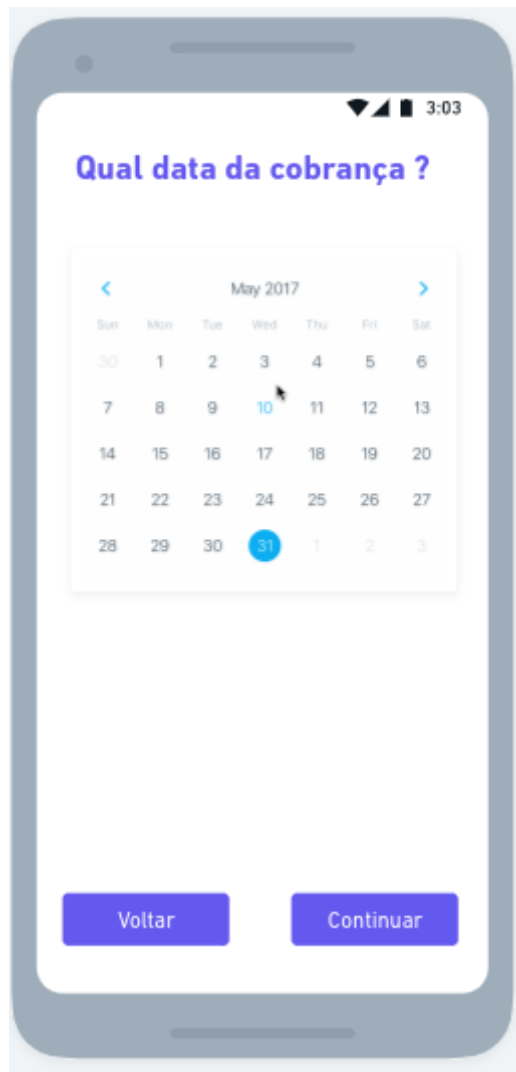 3:03
Qual data da cobrança ?
May 2017
Sun Mon Tue Wed Thu Fri Sat
30 1 2 3 4 5 6
7 8 9 10 11 12 13
14 15 16 17 18 19 20
21 22 23 24 25 26 27
28 29 30 31 1 2 3
Voltar Continuar